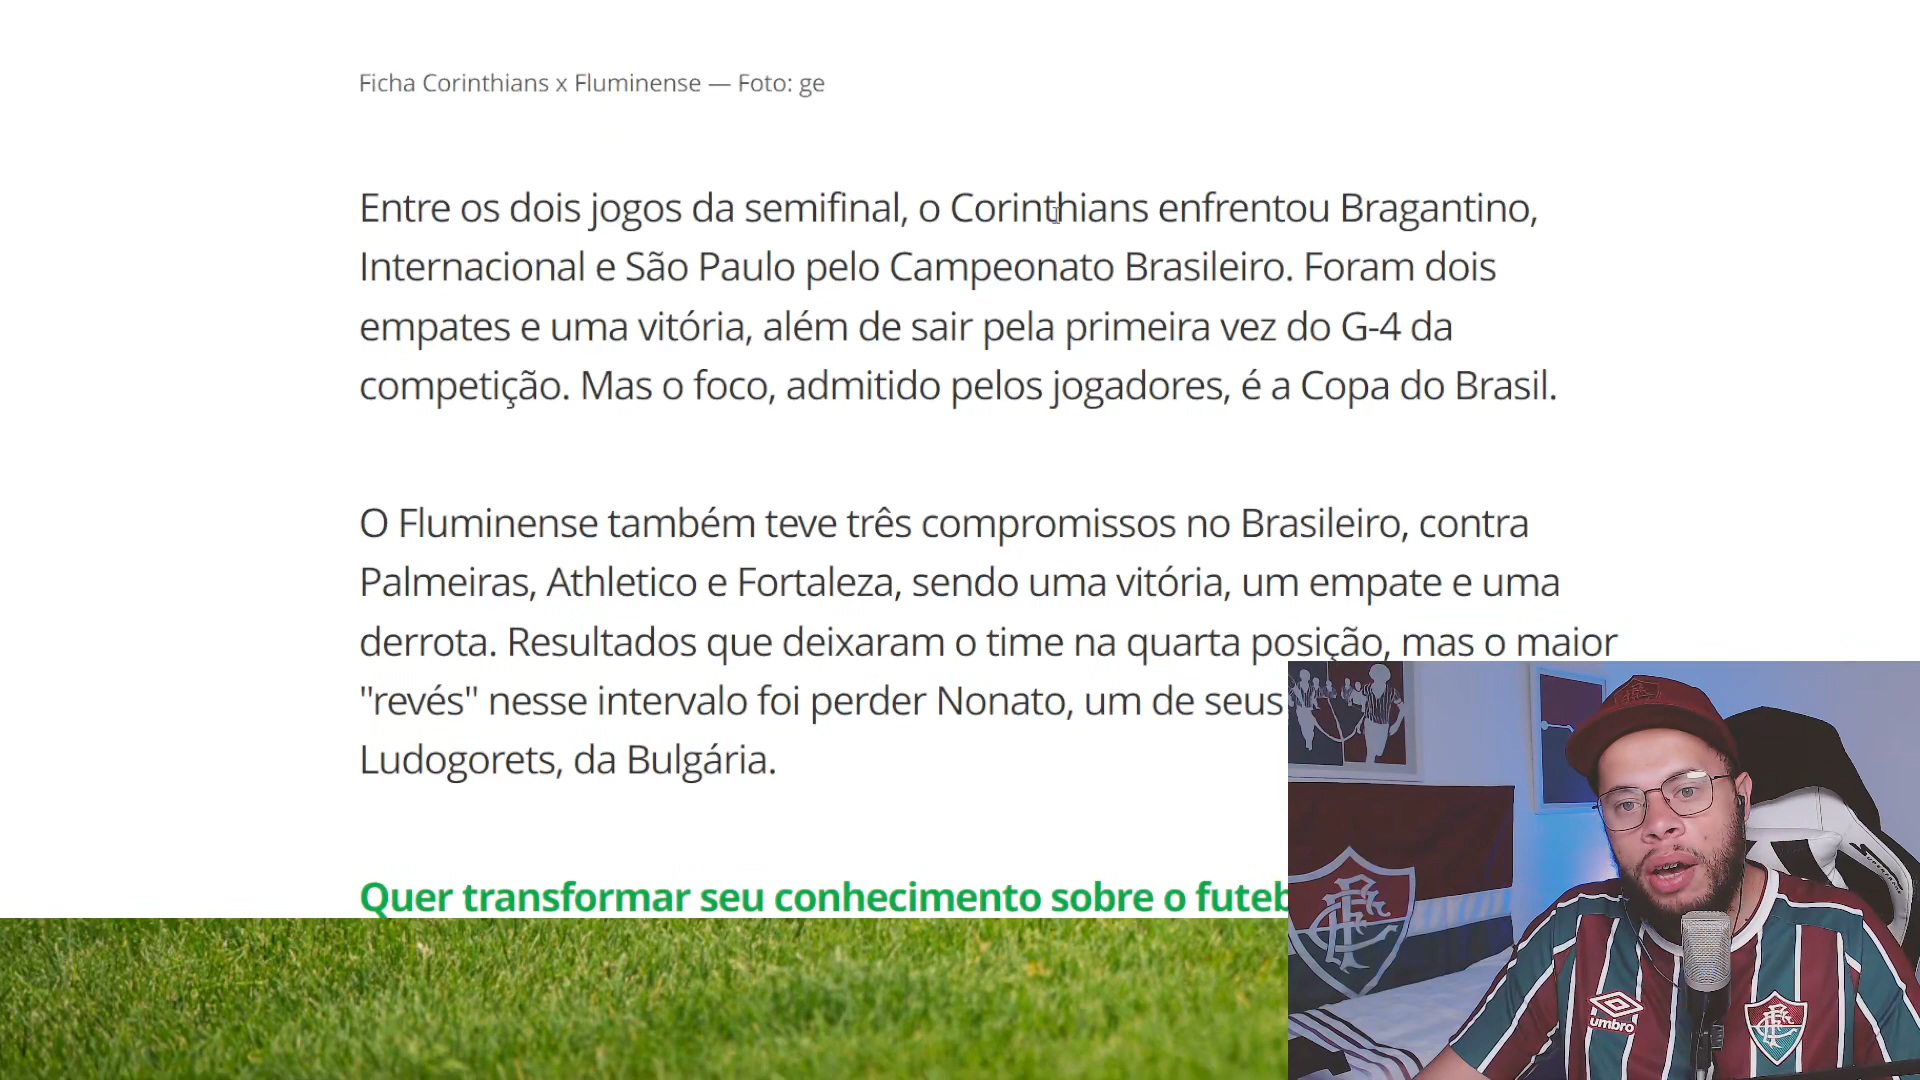 Ficha Corinthians x Fluminense — Foto: ge
Entre os dois jogos da semifinal, o Corinthians enfrentou Bragantino,
Internacional e São Paulo pelo Campeonato Brasileiro. Foram dois
empates e uma vitória, além de sair pela primeira vez do G-4 da
competição. Mas o foco, admitido pelos jogadores, é a Copa do Brasil.
O Fluminense também teve três compromissos no Brasileiro, contra
Palmeiras, Athletico e Fortaleza, sendo uma vitória, um empate e uma
derrota. Resultados que deixaram o time na quarta posição, mas o maior
"revés" nesse intervalo foi perder Nonato, um de seus
Ludogorets, da Bulgária.
Quer transformar seu conhecimento sobre o futeb
umbro